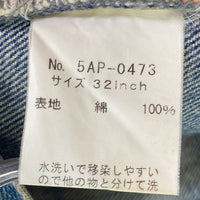 No. 5AP-0473
サイズ 32inch
表地 綿 100%
水洗いで移染しやすい
ので他の物と分けて洗